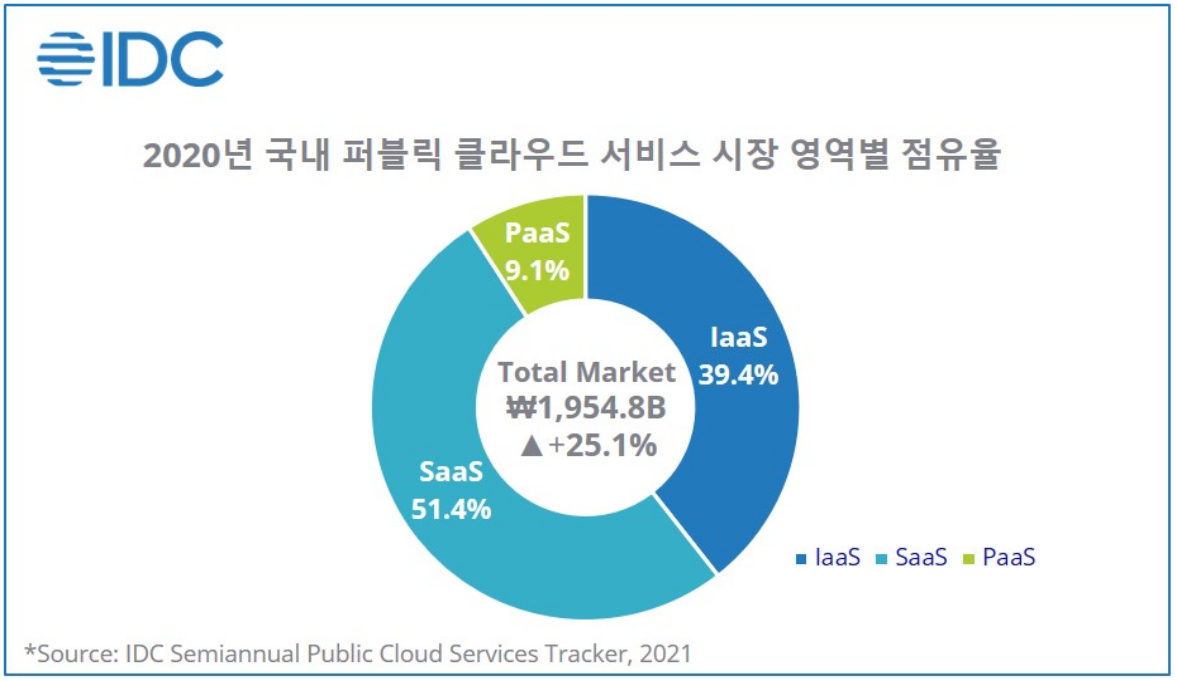 IDC
2020년 국내 퍼블릭 클라우드 서비스 시장 영역별 점유율
PaaS
9.1%
IaaS
39.4%
Total Market
₩1,954.8B
▲+25.1%
SaaS
51.4%
IaaS SaaS PaaS
*Source: IDC Semiannual Public Cloud Services Tracker, 2021